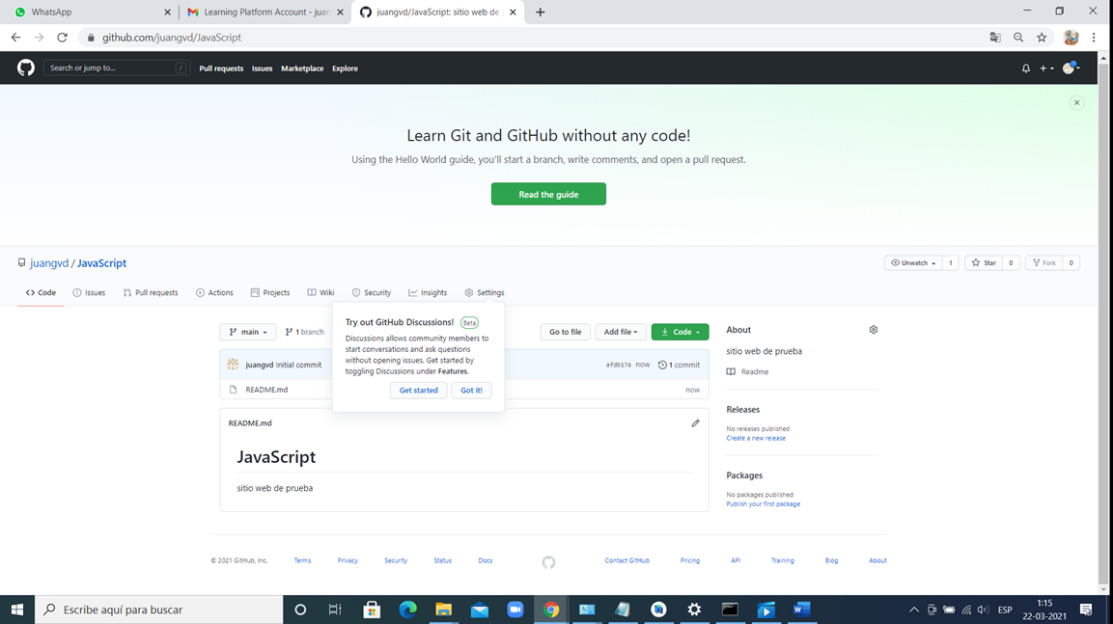 WhatsApp
Learning Platform Account - juan
juangvd/JavaScript: sitio web de
github.com/juangvd/JavaScript
Search or jump to...
/
Pull requests Issues Marketplace Explore
Learn Git and GitHub without any code!
Using the Hello World guide, you'll start a branch, write comments, and open a pull request.
Read the guide
juangvd / JavaScript
Unwatch 1 Star 0 Fork 0
Code Issues Pull requests Actions Projects Wiki Security Insights Settings
main 1 branch
Go to file Add file Code
Try out GitHub Discussions! Beta
Discussions allows community members to
start conversations and ask questions
without opening issues. Get started by
toggling Discussions under Features.
Get started Got it!
juangvd Initial commit
afdb176 now 1 commit
README.md
now
README.md
JavaScript
sitio web de prueba
About
sitio web de prueba
Readme
Releases
No releases published
Create a new release
Packages
No packages published
Publish your first package
© 2021 GitHub, Inc. Terms Privacy Security Status Docs Contact GitHub Pricing API Training Blog About
Escribe aquí para buscar
ESP
1:15
22-03-2021